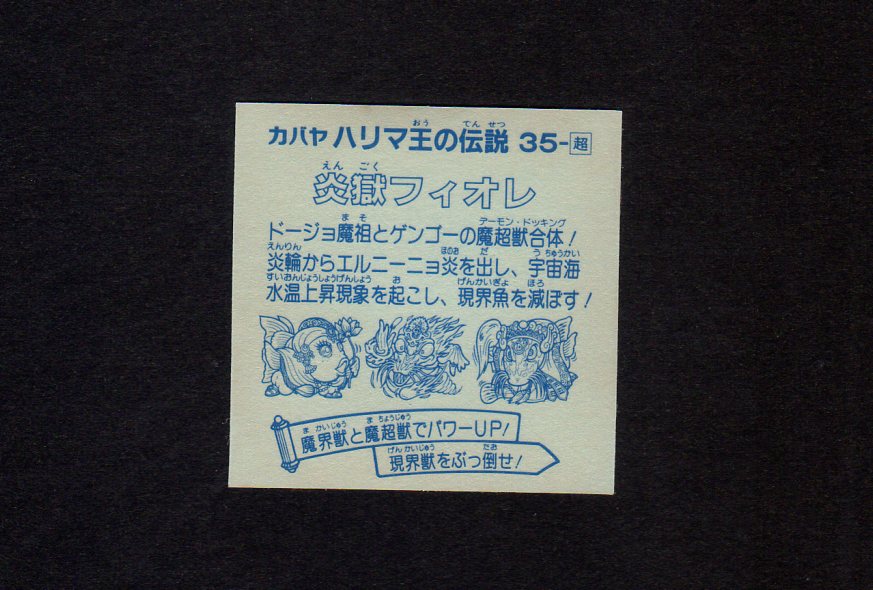 カバヤ ハリマ王の伝説 35-超
炎獄フィオレ
ドージョ魔祖とゲンゴーの魔超獣合体!
炎輪からエルニーニョ炎を出し、宇宙海
水温上昇現象を起こし、現界魚を減ぼす!
魔界獣と魔超獣でパワーUP!
現界獣をぶっ倒せ!